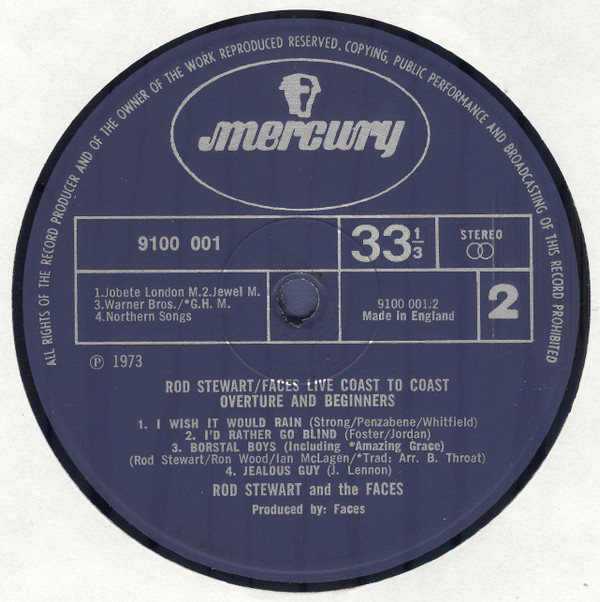 ALL RIGHTS OF THE RECORD PRODUCER AND OF THE OWNER OF THE WORK REPRODUCED RESERVED. COPYING, PUBLIC PERFORMANCE AND BROADCASTING OF THIS RECORD PROHIBITED
mercury
9100 001
33 1/3
STEREO
1.Jobete London M.2.Jewel M.
3.Warner Bros./*G.H. M.
4.Northern Songs
9100 001.2
Made in England
2
Ⓟ 1973
ROD STEWART/FACES LIVE COAST TO COAST
OVERTURE AND BEGINNERS
1. I WISH IT WOULD RAIN (Strong/Penzabene/Whitfield)
2. I'D RATHER GO BLIND (Foster/Jordan)
3. BORSTAL BOYS (Including *Amazing Grace)
(Rod Stewart/Ron Wood/Ian McLagen/*Trad: Arr. B. Throat)
4. JEALOUS GUY (J. Lennon)
ROD STEWART and the FACES
Produced by: Faces